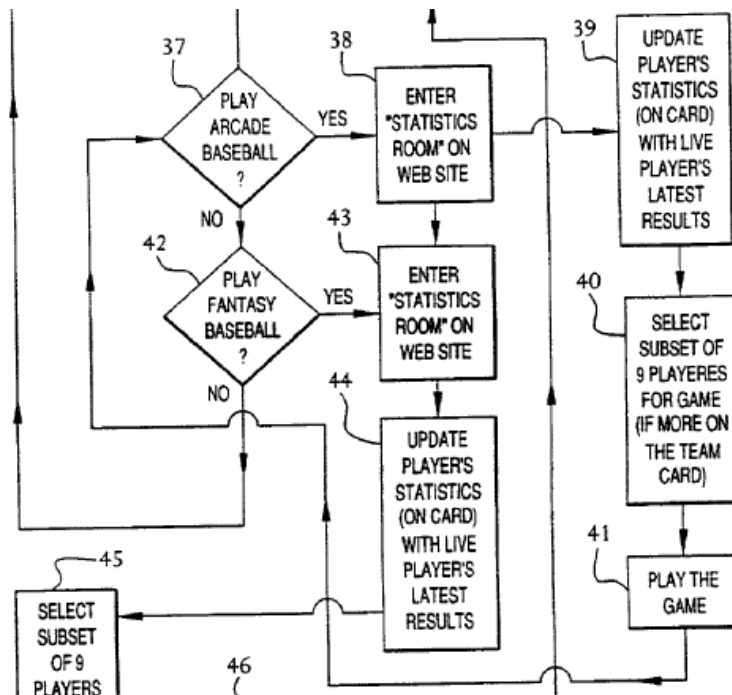 37
PLAY
ARCADE
BASEBALL
?
YES
NO
38
ENTER
"STATISTICS
ROOM" ON
WEB SITE
39
UPDATE
PLAYER'S
STATISTICS
(ON CARD)
WITH LIVE
PLAYER'S
LATEST
RESULTS
42
PLAY
FANTASY
BASEBALL
?
YES
NO
43
ENTER
"STATISTICS
ROOM" ON
WEB SITE
40
SELECT
SUBSET OF
9 PLAYERES
FOR GAME
(IF MORE ON
THE TEAM
CARD)
44
UPDATE
PLAYER'S
STATISTICS
(ON CARD)
WITH LIVE
PLAYER'S
LATEST
RESULTS
41
PLAY THE
GAME
45
SELECT
SUBSET
OF 9
PLAYERS
46